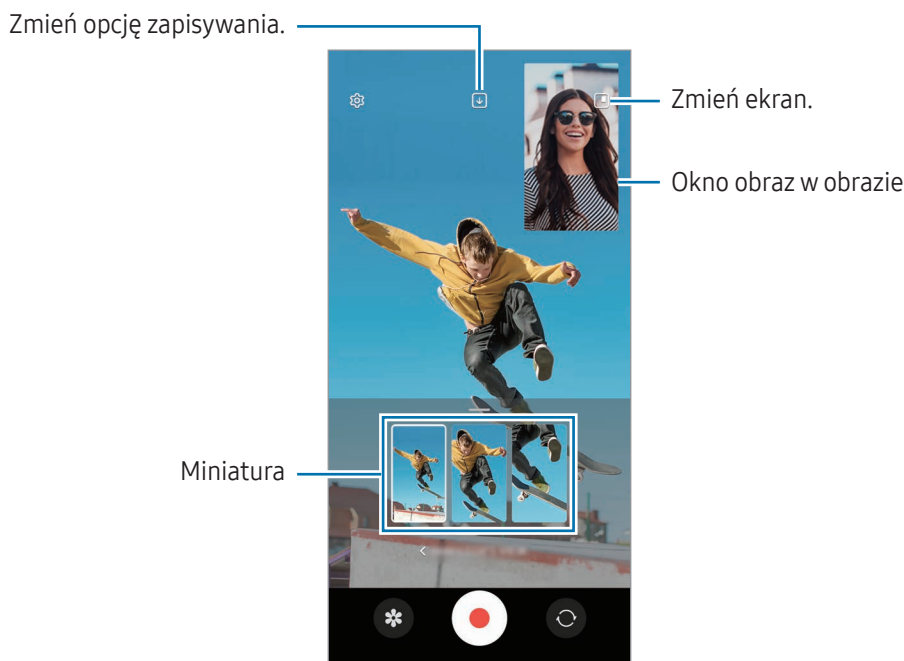 Zmień opcję zapisywania.
Zmień ekran.
Okno obraz w obrazie
Miniatura